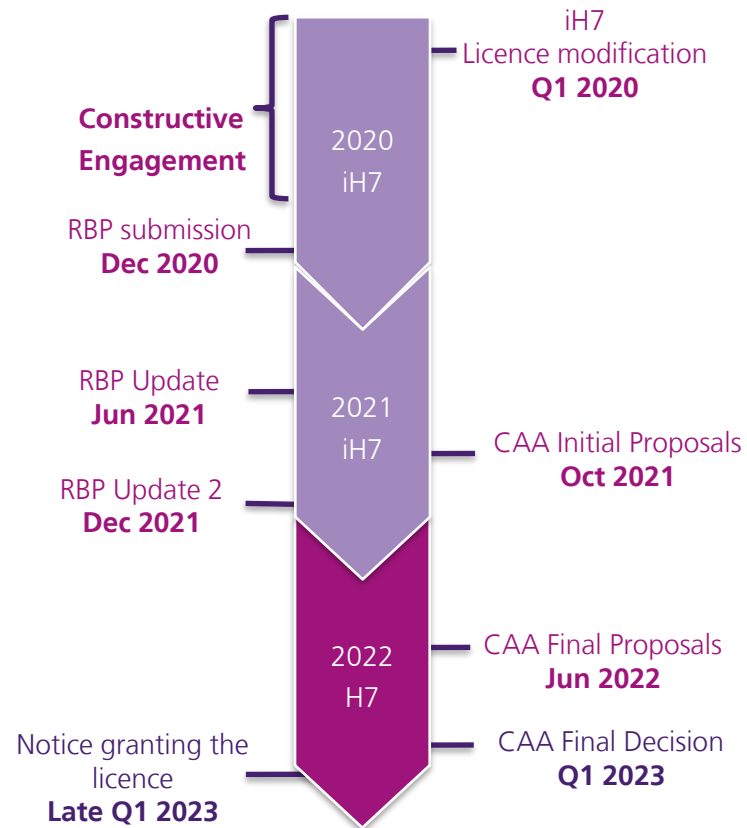 iH7
Licence modification
Q1 2020
Constructive
Engagement
2020
iH7
RBP submission
Dec 2020
RBP Update
Jun 2021
2021
iH7
CAA Initial Proposals
Oct 2021
RBP Update 2
Dec 2021
2022
H7
CAA Final Proposals
Jun 2022
Notice granting the
licence
Late Q1 2023
CAA Final Decision
Q1 2023